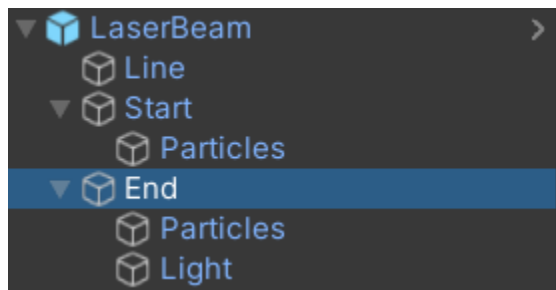 LaserBeam
Line
Start
Particles
End
Particles
Light